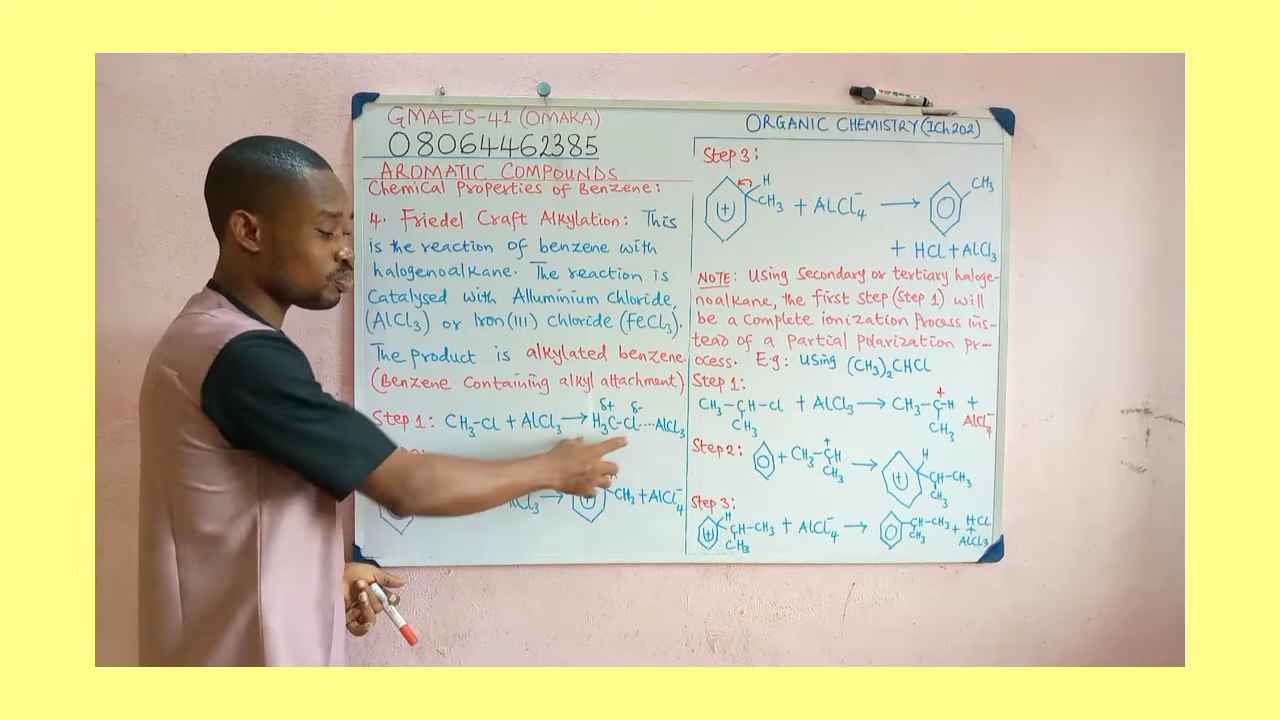 GMAETS-41 (OMAKA)
08064462385
AROMATIC COMPOUNDS
Chemical Properties of Benzene:
4. Friedel Craft Alkylation: This
is the reaction of benzene with
halogenoalkane. The reaction is
Catalysed with Alluminium Chloride,
(AlCl3) or Iron(III) Chloride (FeCl3).
The product is alkylated benzene
(Benzene Containing alkyl attachment)
Step 1: CH3-Cl + AlCl3 → H3C-Cl····AlCl3
δ+ δ-
→ + CH3 + AlCl4-
ORGANIC CHEMISTRY (ICh202)
Step 3:
+ H CH3 + AlCl4- → CH3
+ HCl + AlCl3
NOTE: Using Secondary or tertiary haloge-
noalkane, the first step (Step 1) will
be a Complete ionization Process ins-
tead of a Partial Polarization pr-
ocess. E.g: Using (CH3)2CHCl
Step 1:
CH3-CH-Cl + AlCl3 → CH3-C-H + AlCl4-
CH3 + CH3
Step 2: + CH3-CH → + H CH-CH3
CH3 CH3
Step 3:
+ H CH-CH3 + AlCl4- → CH-CH3 + HCl + AlCl3
CH3 CH3